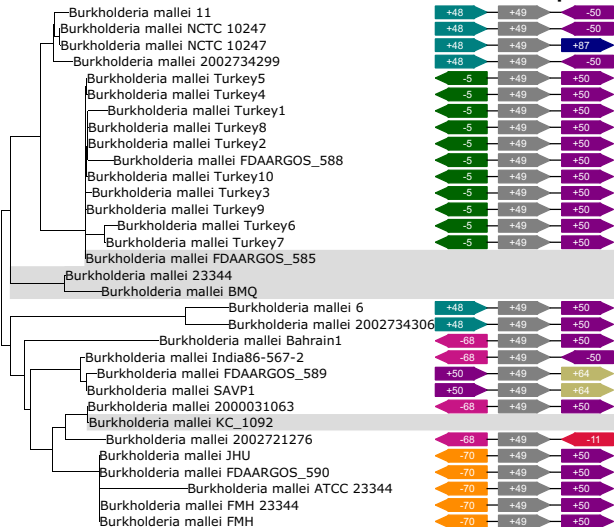 Burkholderia mallei 11 +48 +49 -50
Burkholderia mallei NCTC 10247 +48 +49 +50
Burkholderia mallei NCTC 10247 +48 +49 +87
Burkholderia mallei 2002734299 +48 +49 -50
Burkholderia mallei Turkey5 -5 +49 +50
Burkholderia mallei Turkey4 -5 +49 +50
Burkholderia mallei Turkey1 -5 +49 +50
Burkholderia mallei Turkey8 -5 +49 +50
Burkholderia mallei Turkey2 -5 +49 +50
Burkholderia mallei FDAARGOS_588 -5 +49 +50
Burkholderia mallei Turkey10 -5 +49 +50
Burkholderia mallei Turkey3 -5 +49 +50
Burkholderia mallei Turkey9 -5 +49 +50
Burkholderia mallei Turkey6 -5 +49 +50
Burkholderia mallei Turkey7 -5 +49 +50
Burkholderia mallei FDAARGOS_585
Burkholderia mallei 23344
Burkholderia mallei BMQ
Burkholderia mallei 6 +48 +49 +50
Burkholderia mallei 2002734306 +48 +49 +50
Burkholderia mallei Bahrain1 -68 +49 +50
Burkholderia mallei India86-567-2 -68 +49 -50
Burkholderia mallei FDAARGOS_589 +50 +49 +64
Burkholderia mallei SAVP1 +50 +49 +64
Burkholderia mallei 2000031063 -68 +49 +50
Burkholderia mallei KC_1092
Burkholderia mallei 2002721276 -68 +49 -11
Burkholderia mallei JHU -70 +49 +50
Burkholderia mallei FDAARGOS_590 -70 +49 +50
Burkholderia mallei ATCC 23344 -70 +49 +50
Burkholderia mallei FMH 23344 -70 +49 +50
Burkholderia mallei FMH -70 +49 +50